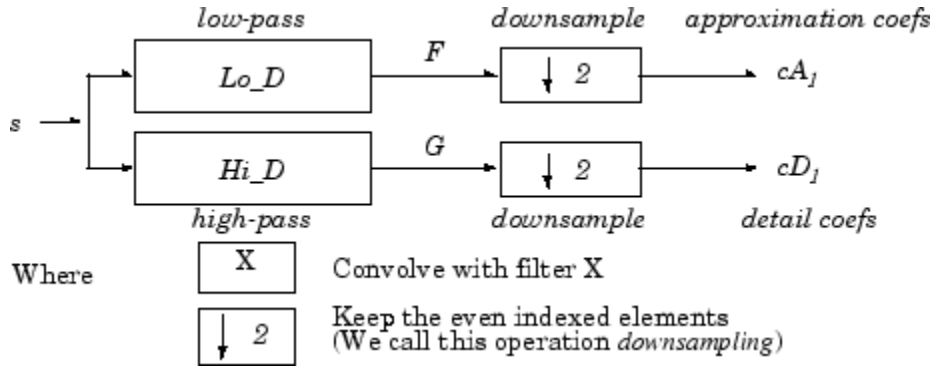 low-pass downsample approximation coefs
Lo_D F ↓ 2 cA₁
s
Hi_D G ↓ 2 cD₁
high-pass downsample detail coefs
Where X Convolve with filter X
↓ 2 Keep the even indexed elements
(We call this operation downsampling)